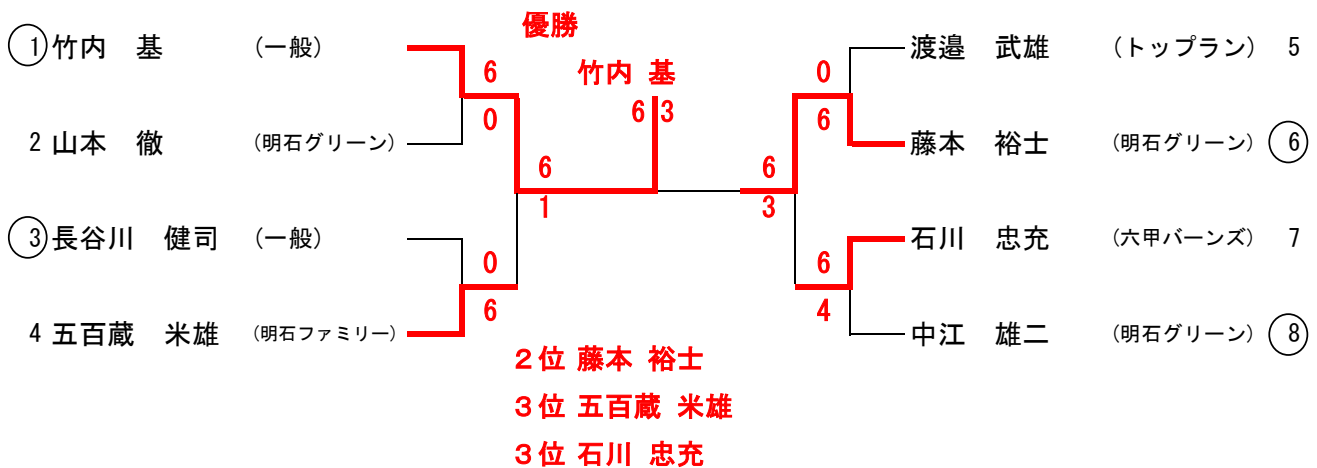 優勝
① 竹内 基 (一般) 6 竹内 基 0 渡邉 武雄 (トップラン) 5
6 3
2 山本 徹 (明石グリーン) 0 6 藤本 裕士 (明石グリーン) ⑥
6 6
1 3
③ 長谷川 健司 (一般) 0 6 石川 忠充 (六甲バーンズ) 7
4 五百蔵 米雄 (明石ファミリー) 6 4 中江 雄二 (明石グリーン) ⑧
２位 藤本 裕士
３位 五百蔵 米雄
３位 石川 忠充